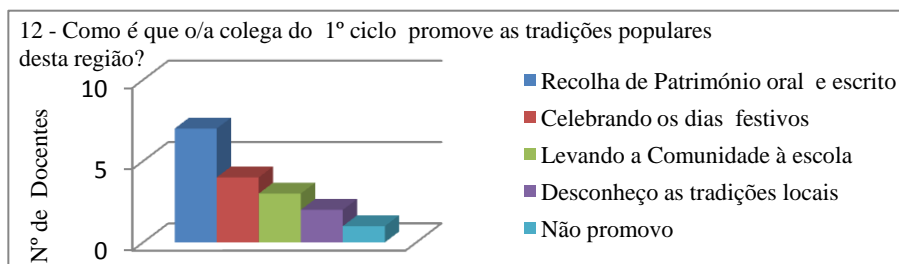 12 - Como é que o/a colega do 1º ciclo promove as tradições populares
desta região?
Nº de Docentes
10
5
0
Recolha de Património oral e escrito
Celebrando os dias festivos
Levando a Comunidade à escola
Desconheço as tradições locais
Não promovo